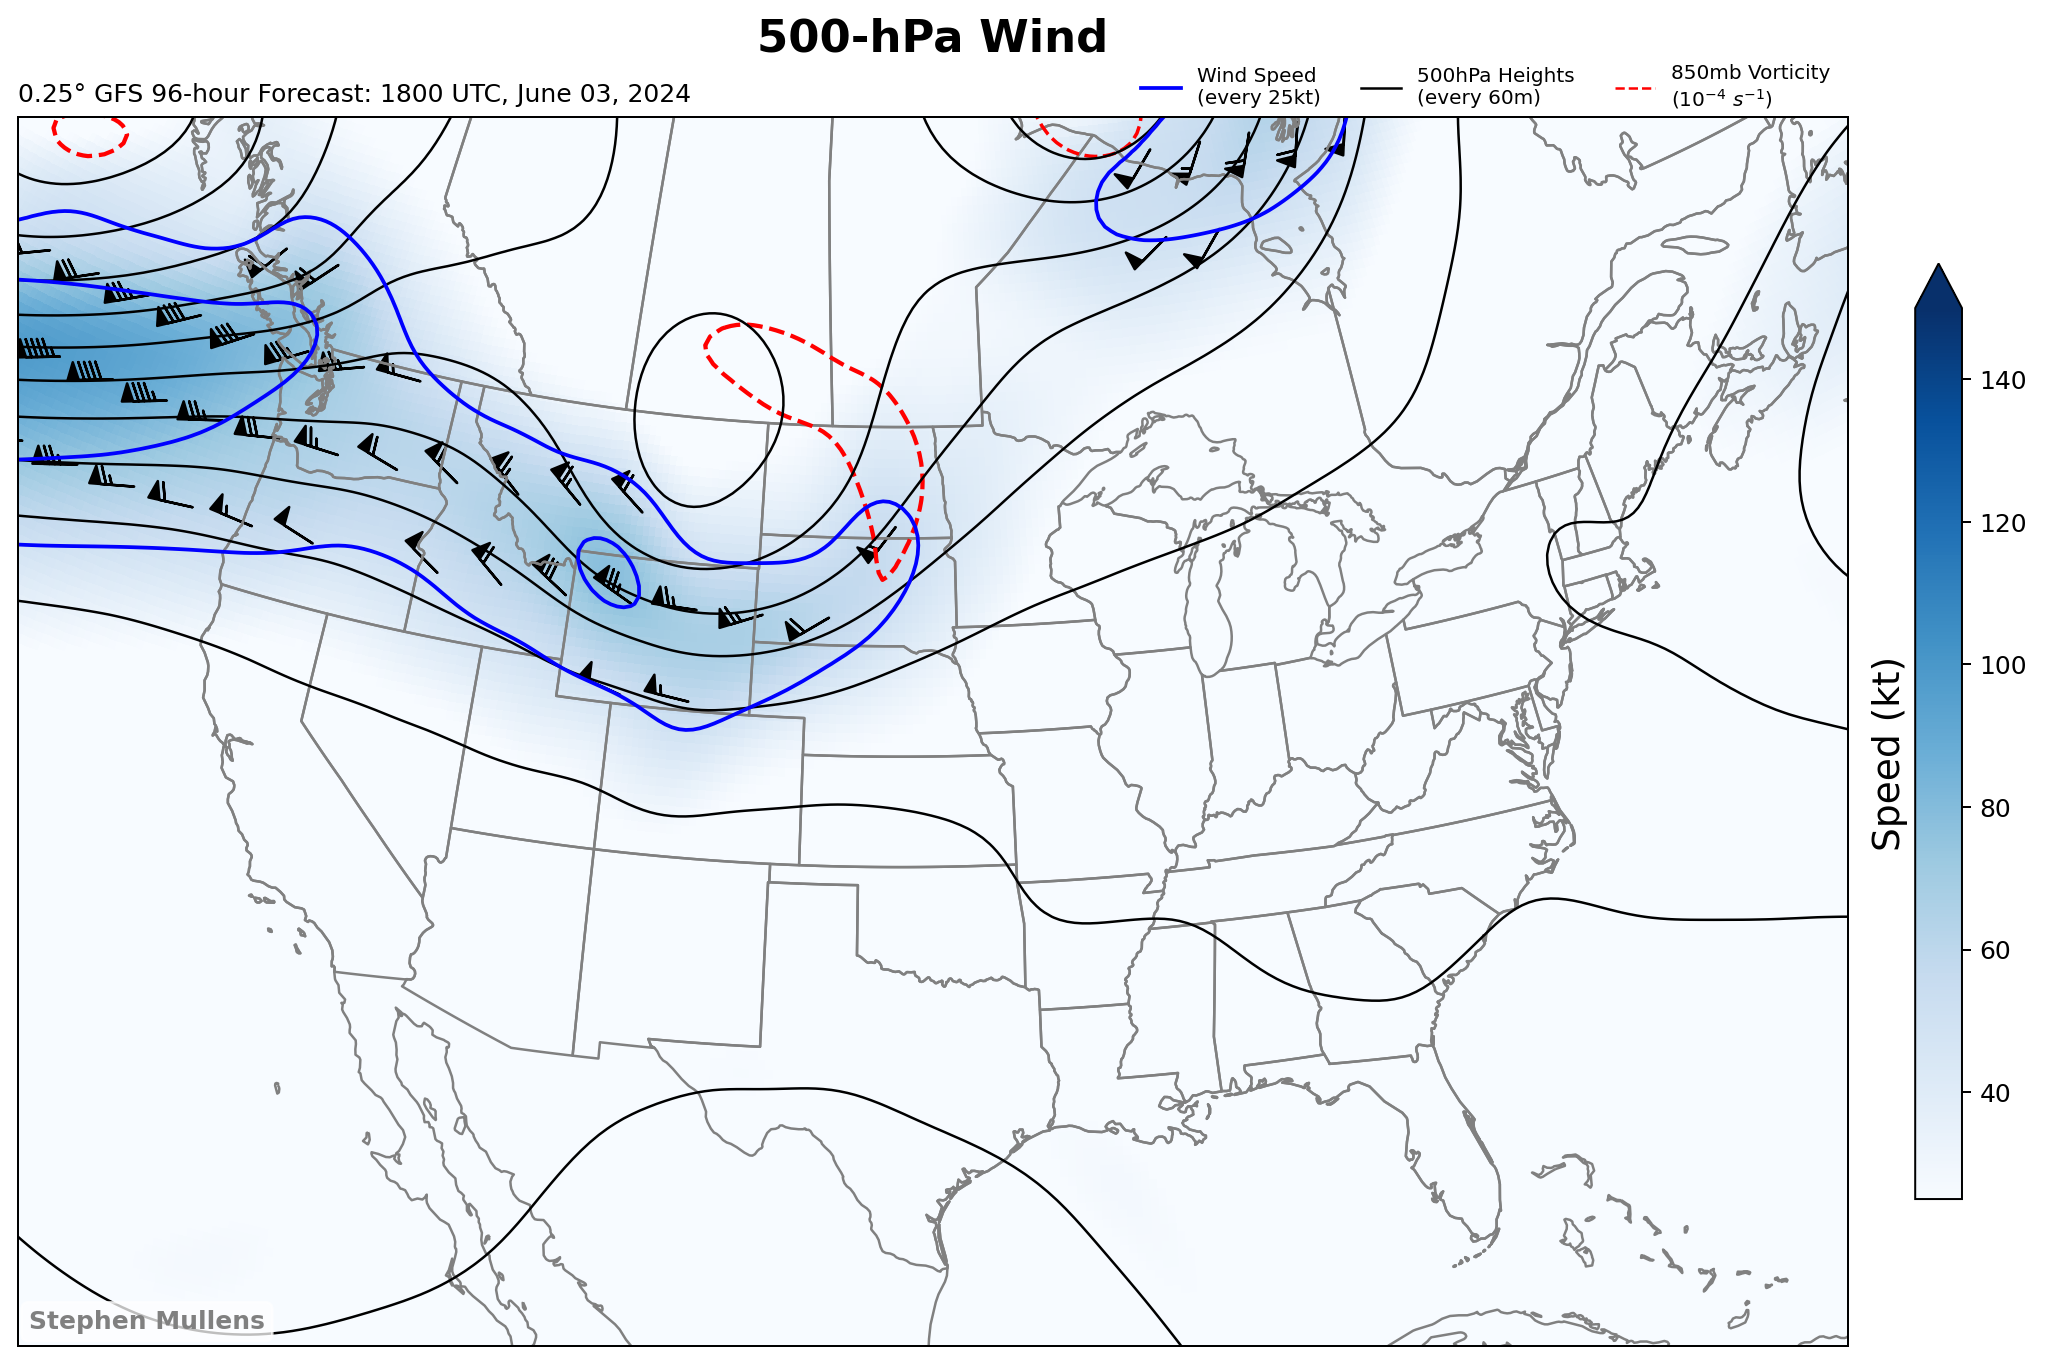 500-hPa Wind
0.25° GFS 96-hour Forecast: 1800 UTC, June 03, 2024
Wind Speed
(every 25kt)
500hPa Heights
(every 60m)
850mb Vorticity
(10⁻⁴ s⁻¹)
140
120
100
80
60
40
Speed (kt)
Stephen Mullens